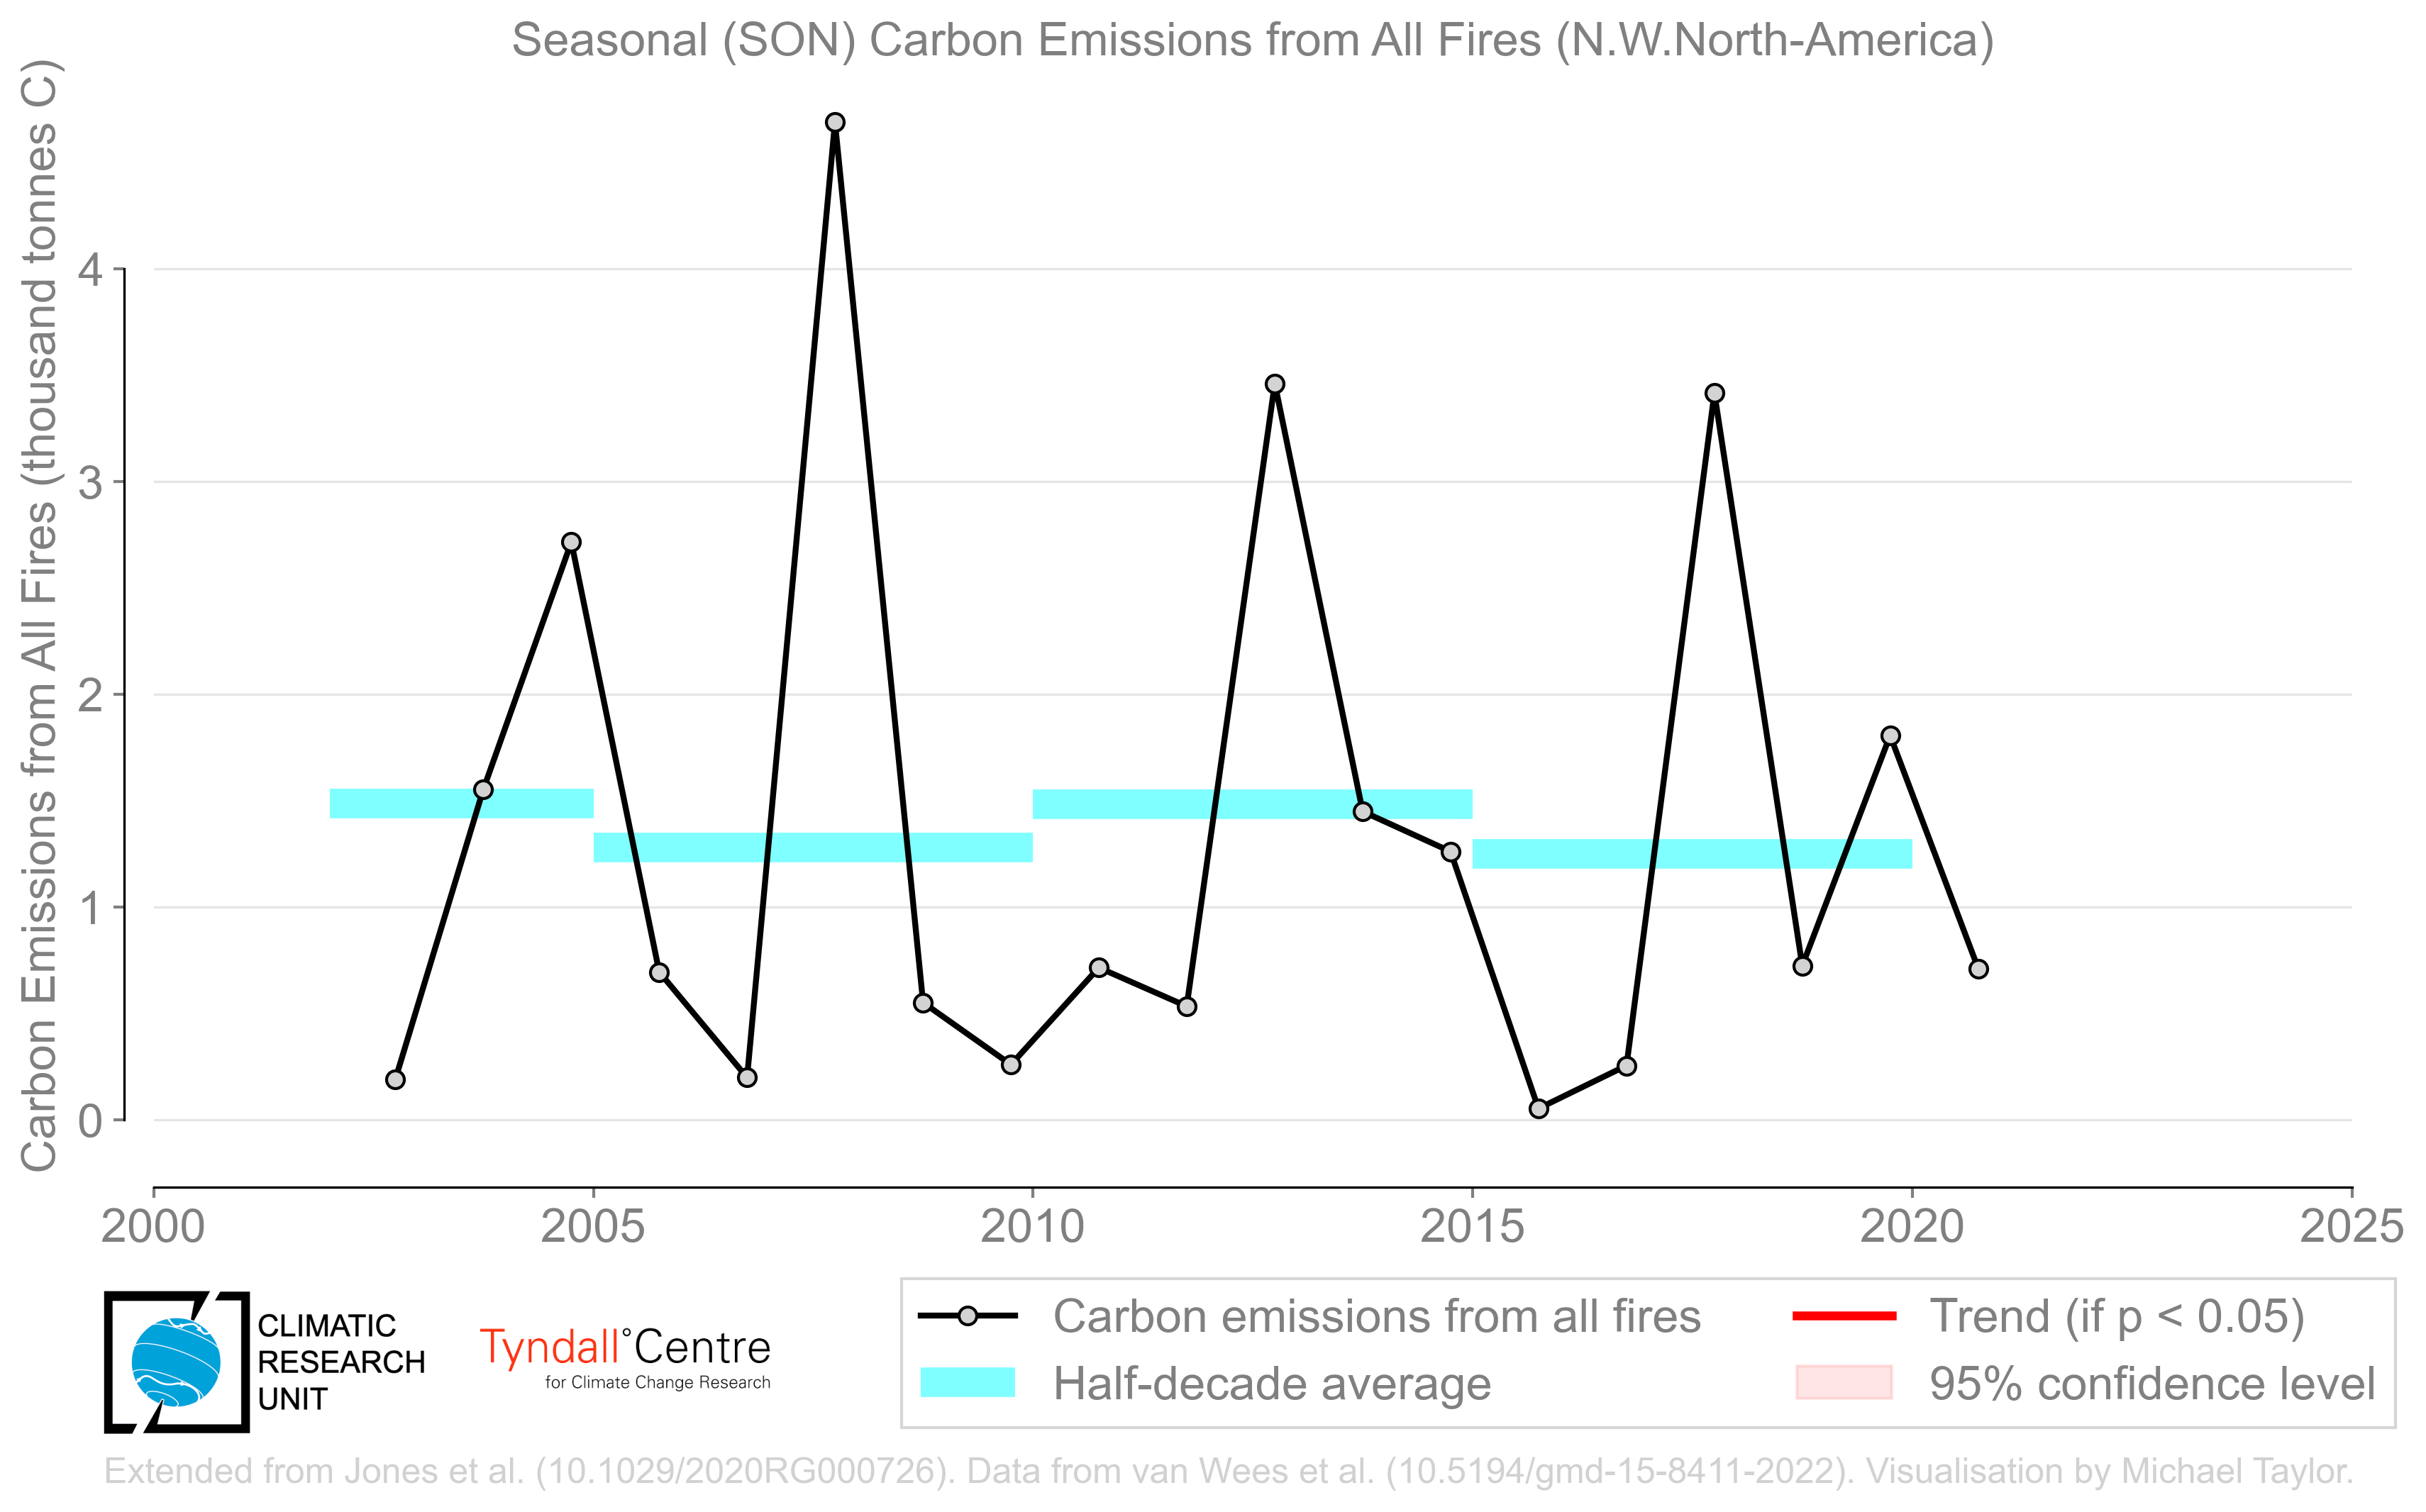 Seasonal (SON) Carbon Emissions from All Fires (N.W.North-America)
Carbon Emissions from All Fires (thousand tonnes C)
4
3
2
1
0
2000
2005
2010
2015
2020
2025
CLIMATIC
RESEARCH
UNIT
Tyndall°Centre
for Climate Change Research
Carbon emissions from all fires
Half-decade average
Trend (if p < 0.05)
95% confidence level
Extended from Jones et al. (10.1029/2020RG000726). Data from van Wees et al. (10.5194/gmd-15-8411-2022). Visualisation by Michael Taylor.